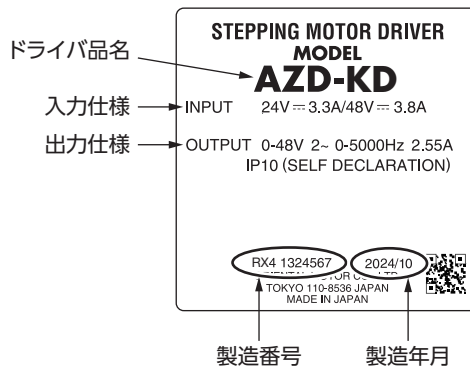 STEPPING MOTOR DRIVER
MODEL
ドライバ品名
AZD-KD
入力仕様
INPUT 24V ⎓ 3.3A/48V ⎓ 3.8A
出力仕様
OUTPUT 0-48V 2~ 0-5000Hz 2.55A
IP10 (SELF DECLARATION)
RX4 1324567 2024/10
TOKYO 110-8536 JAPAN
MADE IN JAPAN
製造番号 製造年月